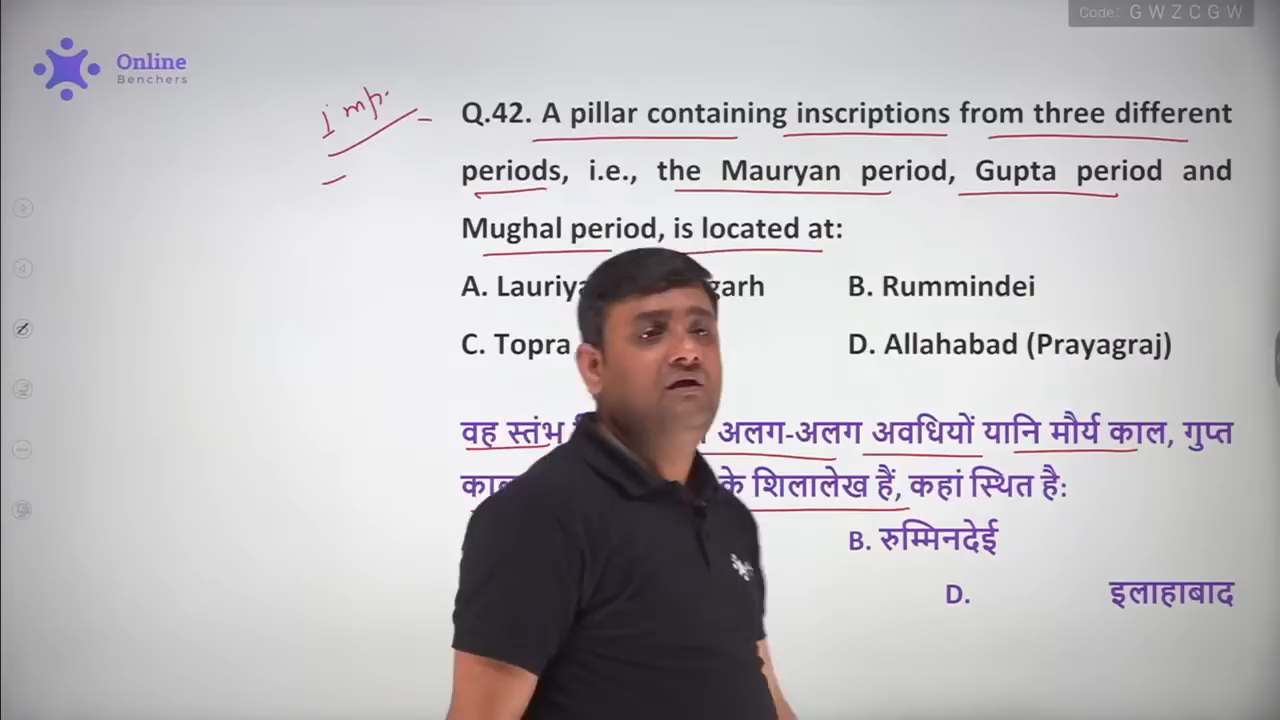 Code: G W Z C G W
Online
Benchers
imp.
Q.42. A pillar containing inscriptions from three different
periods, i.e., the Mauryan period, Gupta period and
Mughal period, is located at:
A. garh B. Rummindei
C. Topra D. Allahabad (Prayagraj)
वह स्तंभ अलग-अलग अवधियों यानि मौर्य काल, गुप्त
के शिलालेख हैं, कहां स्थित है:
B. रुम्मिनदेई
D. इलाहाबाद